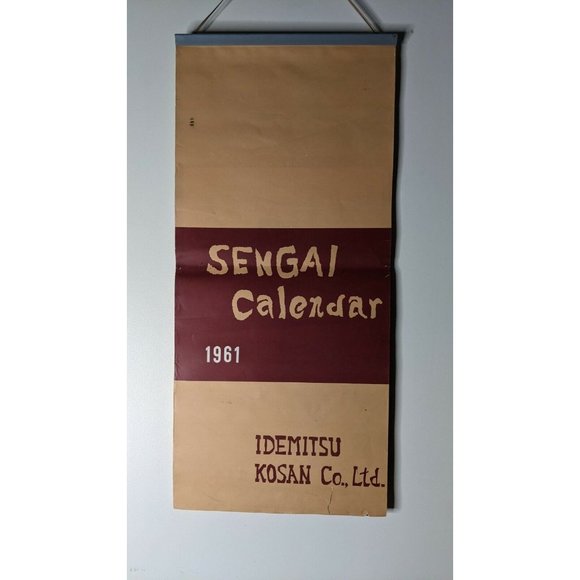 SENGAI
Calendar
1961
IDEMITSU
KOSAN Co., Ltd.